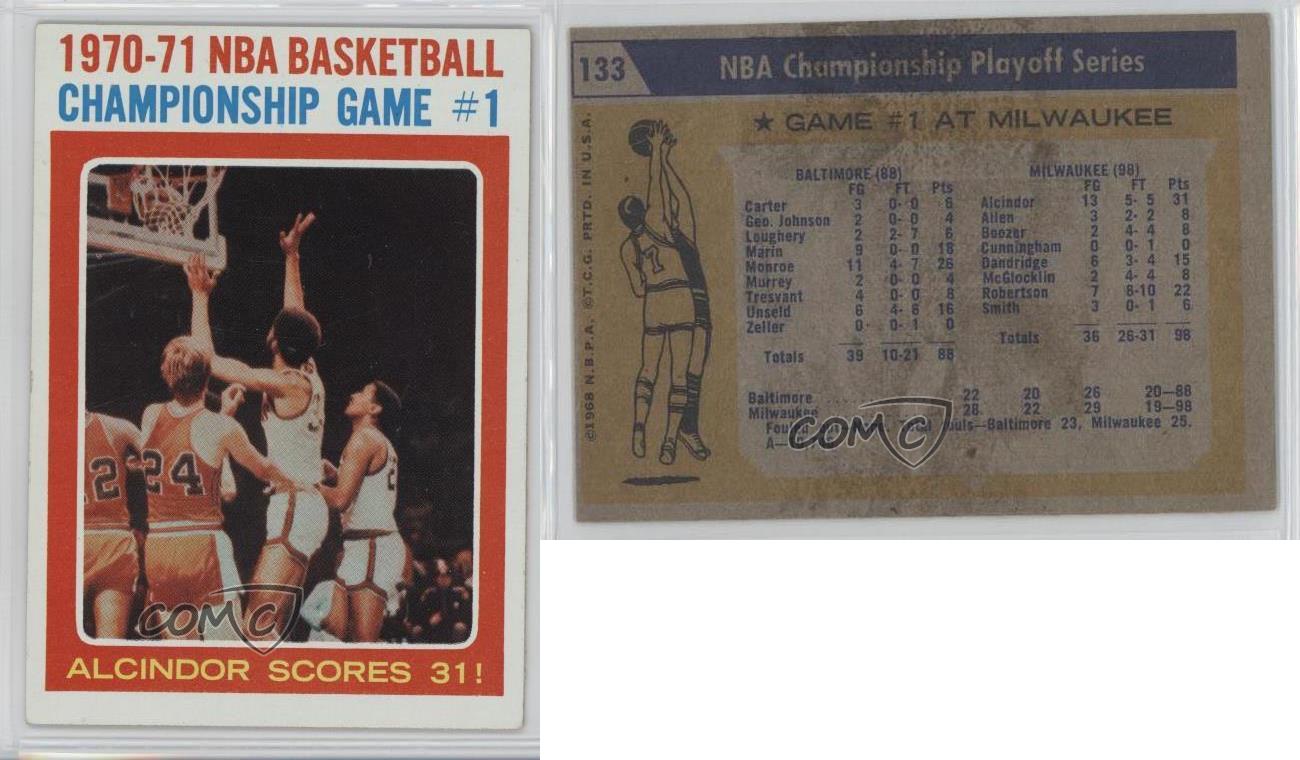 1970-71 NBA BASKETBALL
CHAMPIONSHIP GAME #1
12
24
COMC
ALCINDOR SCORES 31!
133
NBA Championship Playoff Series
★ GAME #1 AT MILWAUKEE
©1968 N.B.P.A. ©T.C.G. PRTD. IN U.S.A.
BALTIMORE (88)
FG FT Pts
Carter 3 0- 0 6
Geo. Johnson 2 0- 0 4
Loughery 2 2- 7 6
Marin 9 0- 0 18
Monroe 11 4- 7 26
Murrey 2 0- 0 4
Tresvant 4 0- 0 8
Unseld 6 4- 6 16
Zeller 0 0- 1 0
Totals 39 10-21 88
MILWAUKEE (98)
FG FT Pts
Alcindor 13 5- 5 31
Allen 3 2- 2 8
Boozer 2 4- 4 8
Cunningham 0 0- 1 0
Dandridge 6 3- 4 15
McGlocklin 2 4- 4 8
Robertson 7 8-10 22
Smith 3 0- 1 6
Totals 36 26-31 98
Baltimore 22 20 26 20—88
Milwaukee 28 22 29 19—98
Baltimore 23, Milwaukee 25.
A—
COMC